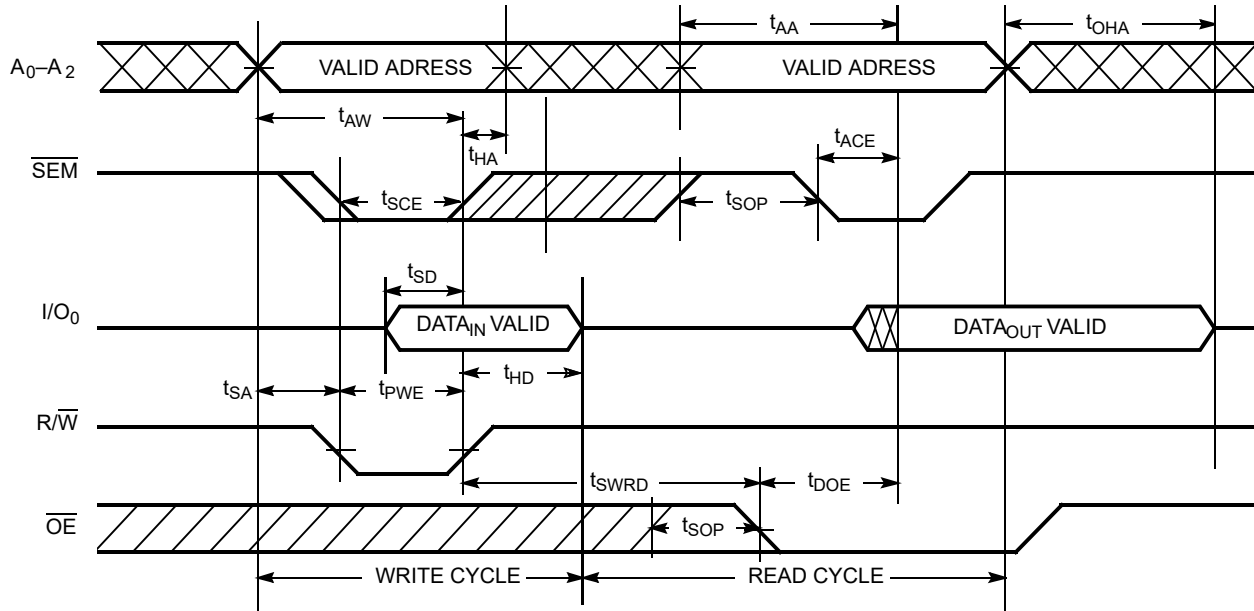 tAA
tOHA
A0–A2
VALID ADRESS
VALID ADRESS
tAW
tHA
tACE
SEM
tSCE
tSOP
tSD
I/O0
DATAIN VALID
DATAOUT VALID
tSA
tPWE
tHD
R/W
tSWRD
tDOE
OE
tSOP
WRITE CYCLE
READ CYCLE